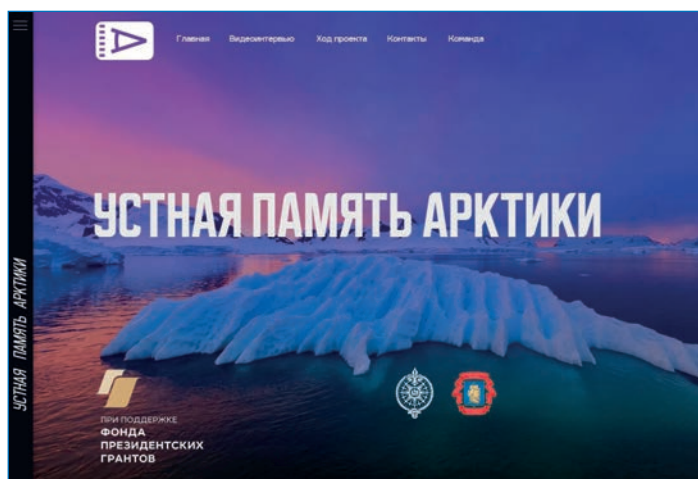 Главная Видеоинтервью Ход проекта Контакты Команда
УСТНАЯ ПАМЯТЬ АРКТИКИ
УСТНАЯ ПАМЯТЬ АРКТИКИ
ПРИ ПОДДЕРЖКЕ
ФОНДА
ПРЕЗИДЕНТСКИХ
ГРАНТОВ